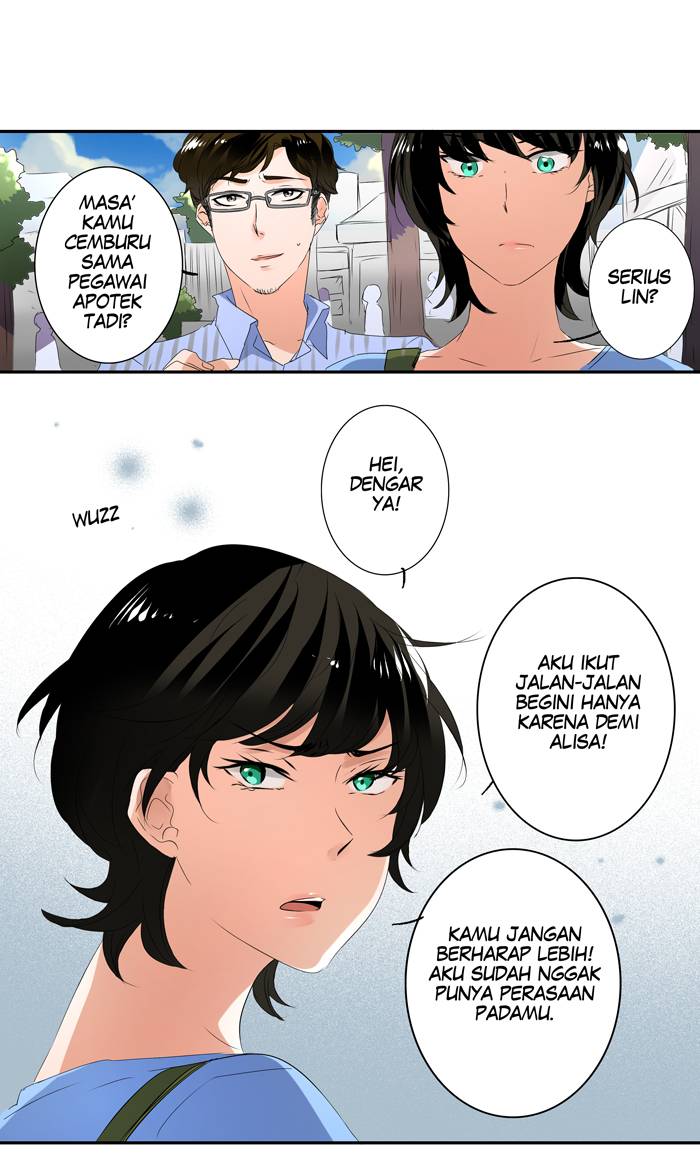 MASA'
KAMU
CEMBURU
SAMA
PEGAWAI
APOTEK
TADI?
SERIUS
LIN?
HEI,
DENGAR
YA!
WUZZ
AKU IKUT
JALAN-JALAN
BEGINI HANYA
KARENA DEMI
ALISA!
KAMU JANGAN
BERHARAP LEBIH!
AKU SUDAH NGGAK
PUNYA PERASAAN
PADAMU.